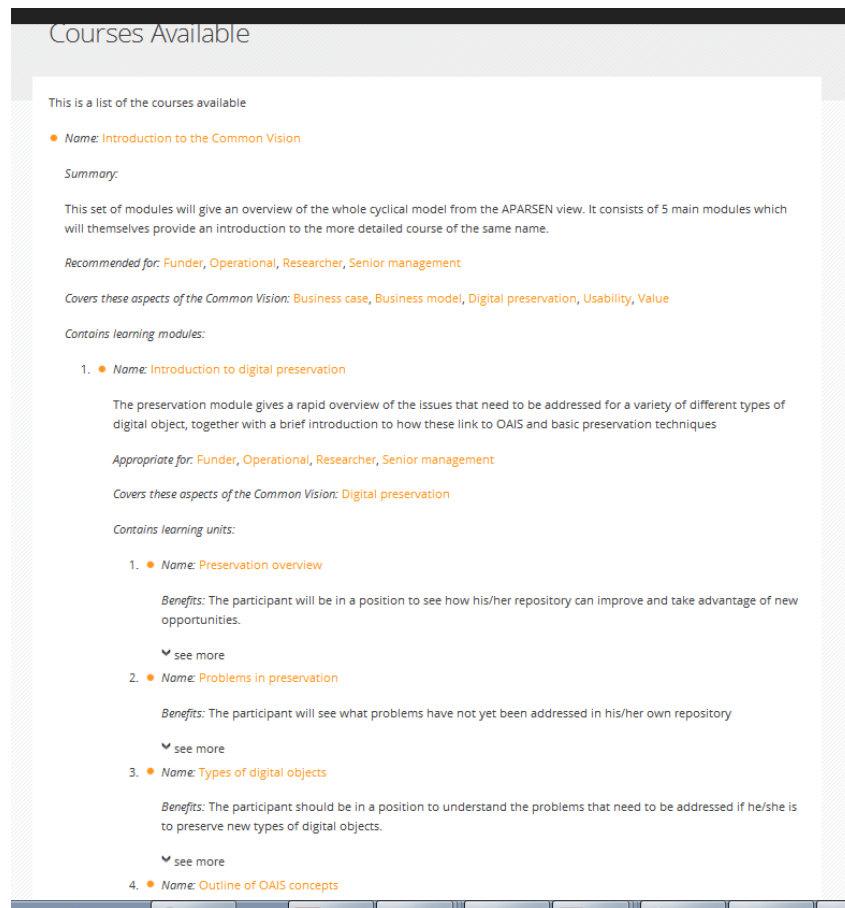 Courses Available
This is a list of the courses available
Name: Introduction to the Common Vision
Summary:
This set of modules will give an overview of the whole cyclical model from the APARSEN view. It consists of 5 main modules which
will themselves provide an introduction to the more detailed course of the same name.
Recommended for: Funder, Operational, Researcher, Senior management
Covers these aspects of the Common Vision: Business case, Business model, Digital preservation, Usability, Value
Contains learning modules:
1. Name: Introduction to digital preservation
The preservation module gives a rapid overview of the issues that need to be addressed for a variety of different types of
digital object, together with a brief introduction to how these link to OAIS and basic preservation techniques
Appropriate for: Funder, Operational, Researcher, Senior management
Covers these aspects of the Common Vision: Digital preservation
Contains learning units:
1. Name: Preservation overview
Benefits: The participant will be in a position to see how his/her repository can improve and take advantage of new
opportunities.
see more
2. Name: Problems in preservation
Benefits: The participant will see what problems have not yet been addressed in his/her own repository
see more
3. Name: Types of digital objects
Benefits: The participant should be in a position to understand the problems that need to be addressed if he/she is
to preserve new types of digital objects.
see more
4. Name: Outline of OAIS concepts